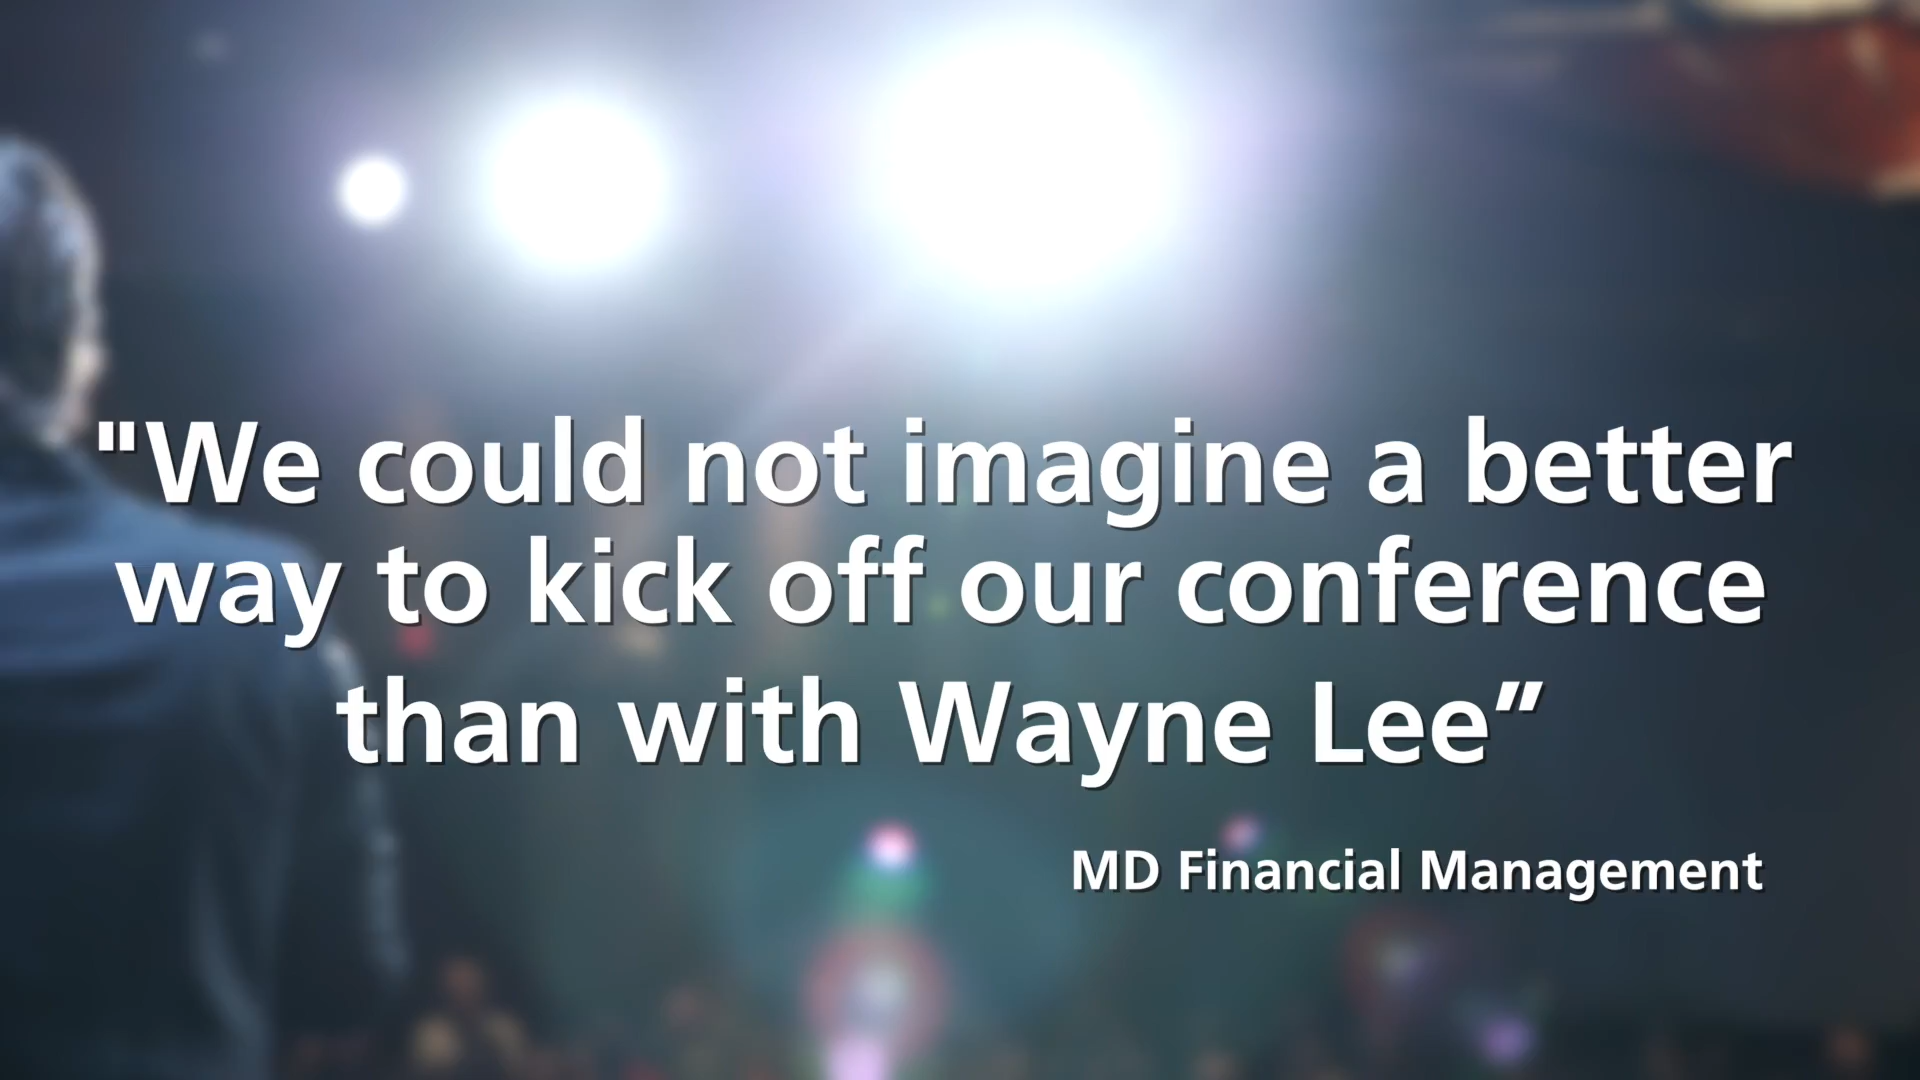 "We could not imagine a better
way to kick off our conference
than with Wayne Lee”
MD Financial Management